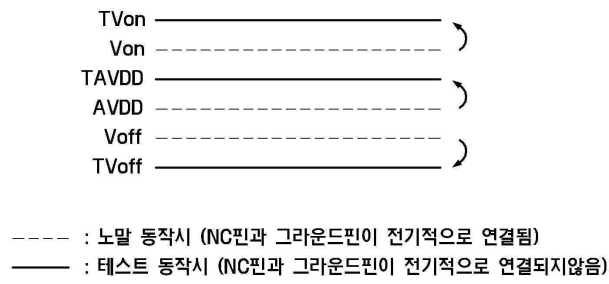 TVon
Von
TAVDD
AVDD
Voff
TVoff
: 노말 동작시 (NC핀과 그라운드핀이 전기적으로 연결됨)
: 테스트 동작시 (NC핀과 그라운드핀이 전기적으로 연결되지않음)